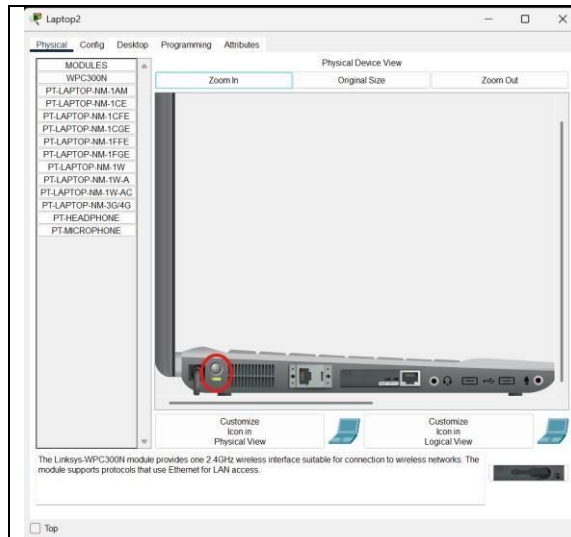 Laptop2
Physical Config Desktop Programming Attributes
MODULES
WPC300N
PT-LAPTOP-NM-1AM
PT-LAPTOP-NM-1CE
PT-LAPTOP-NM-1CFE
PT-LAPTOP-NM-1CGE
PT-LAPTOP-NM-1FFE
PT-LAPTOP-NM-1FGE
PT-LAPTOP-NM-1W
PT-LAPTOP-NM-1W-A
PT-LAPTOP-NM-1W-AC
PT-LAPTOP-NM-3G/4G
PT-HEADPHONE
PT-MICROPHONE
Physical Device View
Zoom In Original Size Zoom Out
Customize
Icon in
Physical View
Customize
Icon in
Logical View
The Linksys-WPC300N module provides one 2.4GHz wireless interface suitable for connection to wireless networks. The
module supports protocols that use Ethernet for LAN access.
Top